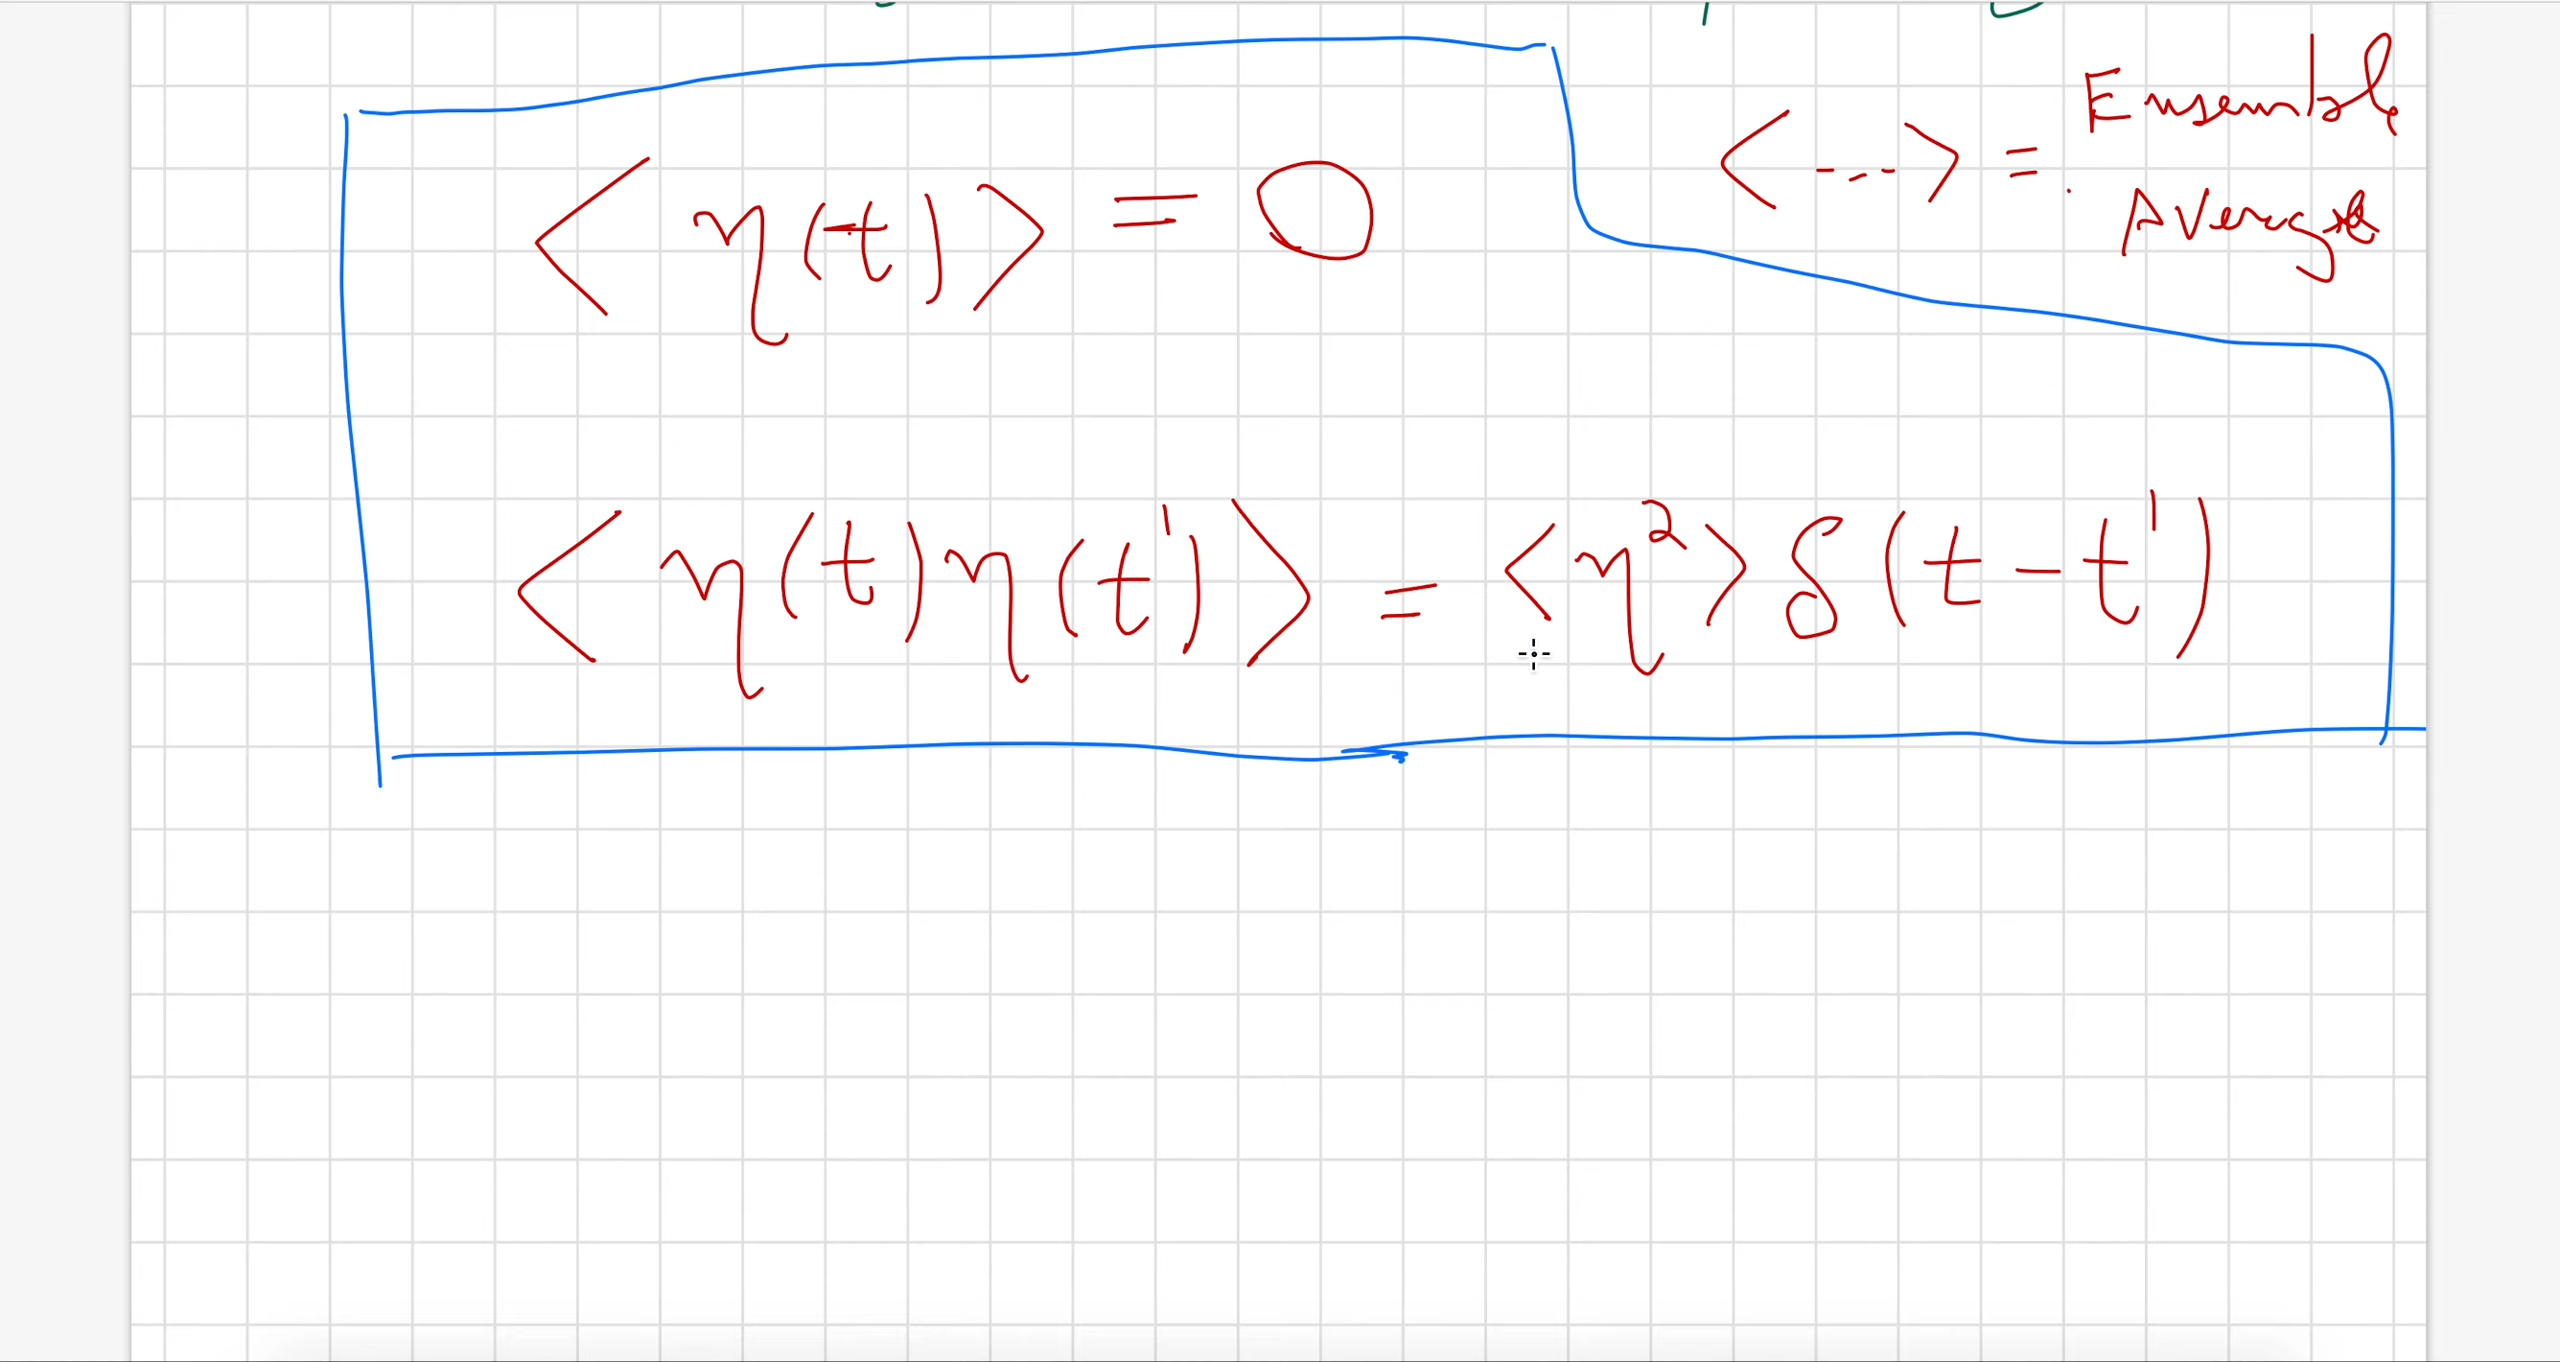 < --- > = Ensemble
Average
< η(t) > = 0
< η(t) η(t') > = <η²> δ(t - t')